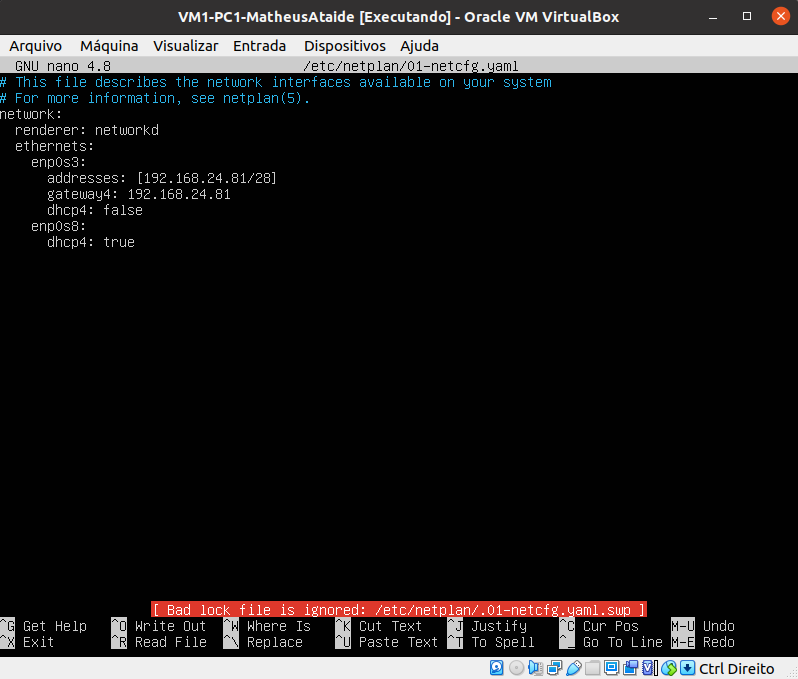 VM1-PC1-MatheusAtaide [Executando] - Oracle VM VirtualBox
Arquivo Máquina Visualizar Entrada Dispositivos Ajuda
GNU nano 4.8 /etc/netplan/01-netcfg.yaml
# This file describes the network interfaces available on your system
# For more information, see netplan(5).
network:
  renderer: networkd
  ethernets:
    enp0s3:
      addresses: [192.168.24.81/28]
      gateway4: 192.168.24.81
      dhcp4: false
    enp0s8:
      dhcp4: true
[ Bad lock file is ignored: /etc/netplan/.01-netcfg.yaml.swp ]
^G Get Help ^O Write Out ^W Where Is ^K Cut Text ^J Justify ^C Cur Pos M-U Undo
^X Exit ^R Read File ^\ Replace ^U Paste Text ^T To Spell ^_ Go To Line M-E Redo
Ctrl Direito